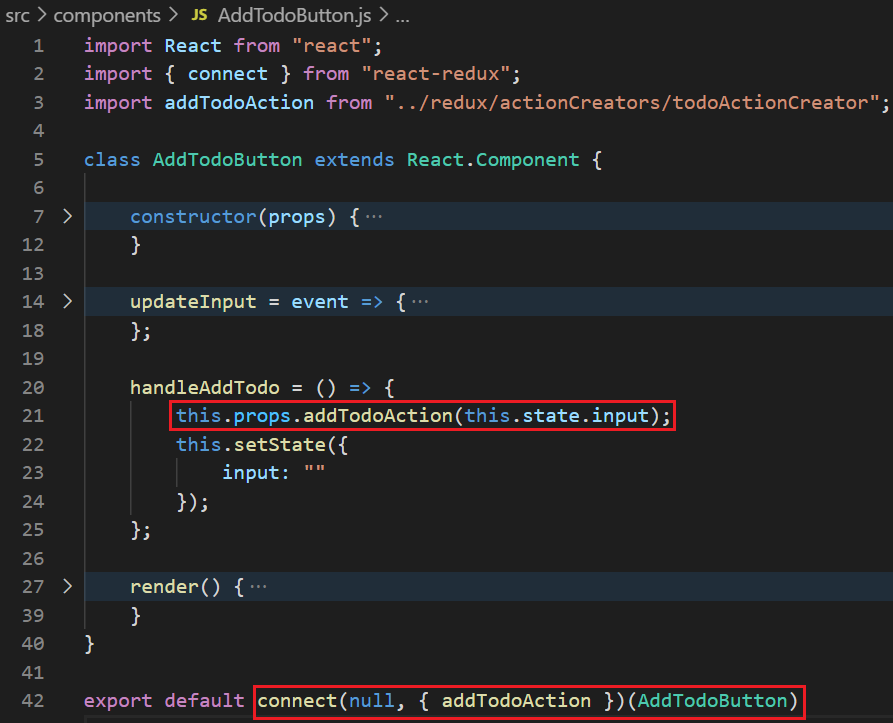 src > components > JS AddTodoButton.js > ...
1 import React from "react";
2 import { connect } from "react-redux";
3 import addTodoAction from "../redux/actionCreators/todoActionCreator";
4
5 class AddTodoButton extends React.Component {
6
7 > constructor(props) { ···
12 }
13
14 > updateInput = event => { ···
18 };
19
20 handleAddTodo = () => {
21 this.props.addTodoAction(this.state.input);
22 this.setState({
23 input: ""
24 });
25 };
26
27 > render() { ···
39 }
40 }
41
42 export default connect(null, { addTodoAction })(AddTodoButton)